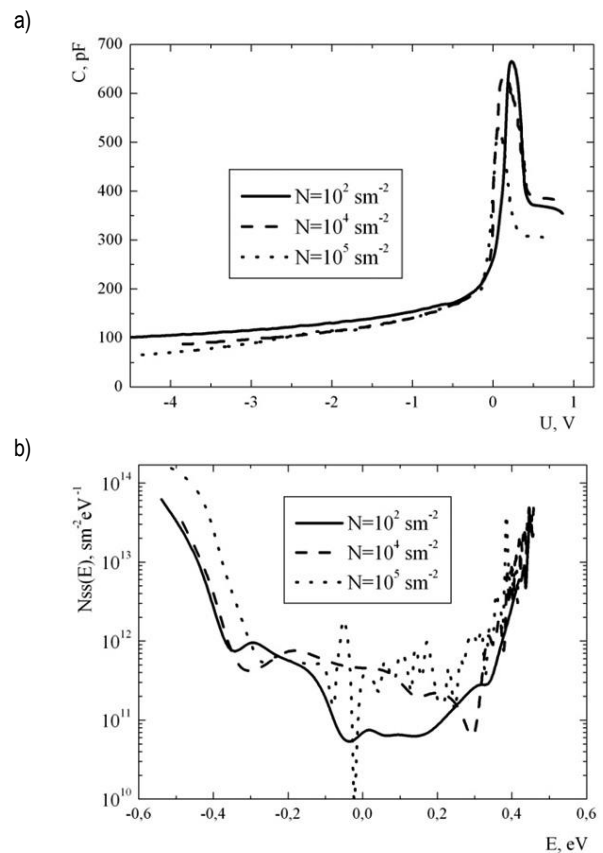 a)
C, pF
700
600
500
400
300
200
100
0
N=10² sm⁻²
N=10⁴ sm⁻²
N=10⁵ sm⁻²
-4 -3 -2 -1 0 1
U, V
b)
Nss(E), sm⁻²eV⁻¹
10¹⁴
10¹³
10¹²
10¹¹
10¹⁰
N=10² sm⁻²
N=10⁴ sm⁻²
N=10⁵ sm⁻²
-0,6 -0,4 -0,2 0,0 0,2 0,4 0,6
E, eV